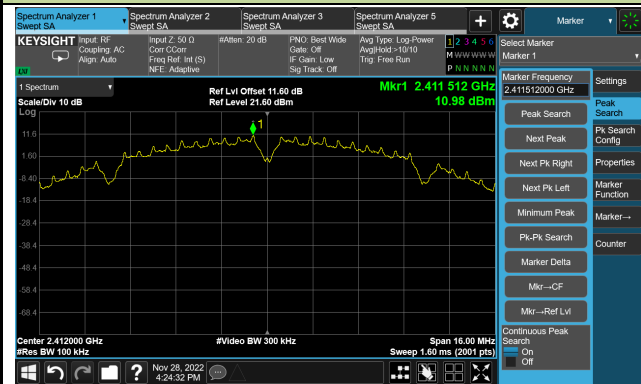 Spectrum Analyzer 1
Swept SA
Spectrum Analyzer 2
Swept SA
Spectrum Analyzer 3
Swept SA
Spectrum Analyzer 5
Swept SA
+
Marker
KEYSIGHT
Input: RF
Coupling: AC
Align: Auto
Input Z: 50 Ω
Corr CCorr
Freq Ref: Int (S)
NFE: Adaptive
#Atten: 20 dB
PNO: Best Wide
Gate: Off
IF Gain: Low
Sig Track: Off
Avg Type: Log-Power
Avg|Hold:>10/10
Trig: Free Run
1 2 3 4 5 6
M W W W W W
P N N N N N
Select Marker
Marker 1
1 Spectrum
Scale/Div 10 dB
Log
Ref Lvl Offset 11.60 dB
Ref Level 21.60 dBm
Mkr1 2.411 512 GHz
10.98 dBm
1
11.6
1.60
-8.40
-18.4
-28.4
-38.4
-48.4
-58.4
-68.4
Center 2.412000 GHz
#Res BW 100 kHz
#Video BW 300 kHz
Span 16.00 MHz
Sweep 1.60 ms (2001 pts)
Marker Frequency
2.411512000 GHz
Peak Search
Next Peak
Next Pk Right
Next Pk Left
Minimum Peak
Pk-Pk Search
Marker Delta
Mkr→CF
Mkr→Ref Lvl
Continuous Peak
Search
On
Off
Settings
Peak
Search
Pk Search
Config
Properties
Marker
Function
Marker→
Counter
?
Nov 28, 2022
4:24:32 PM